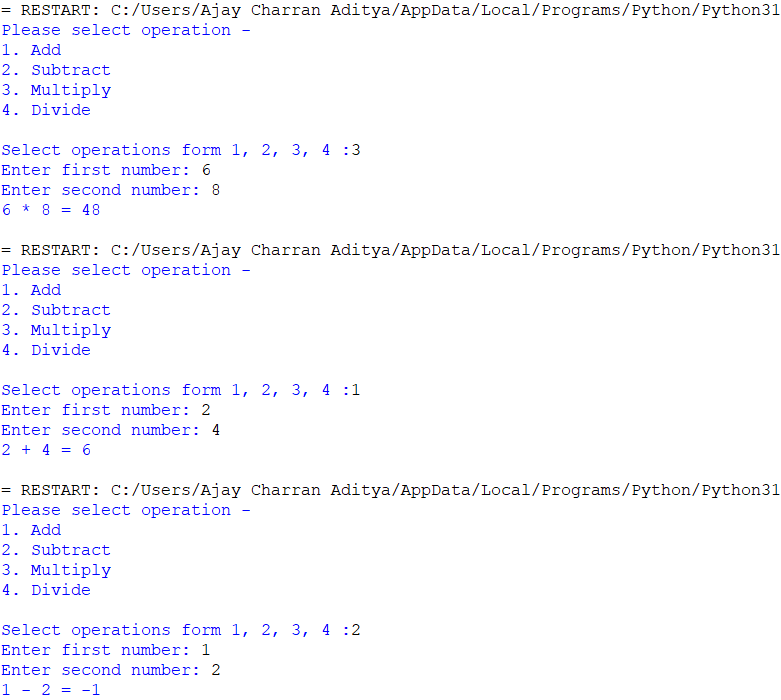 = RESTART: C:/Users/Ajay Charran Aditya/AppData/Local/Programs/Python/Python31
Please select operation -
1. Add
2. Subtract
3. Multiply
4. Divide
Select operations form 1, 2, 3, 4 :3
Enter first number: 6
Enter second number: 8
6 * 8 = 48
= RESTART: C:/Users/Ajay Charran Aditya/AppData/Local/Programs/Python/Python31
Please select operation -
1. Add
2. Subtract
3. Multiply
4. Divide
Select operations form 1, 2, 3, 4 :1
Enter first number: 2
Enter second number: 4
2 + 4 = 6
= RESTART: C:/Users/Ajay Charran Aditya/AppData/Local/Programs/Python/Python31
Please select operation -
1. Add
2. Subtract
3. Multiply
4. Divide
Select operations form 1, 2, 3, 4 :2
Enter first number: 1
Enter second number: 2
1 - 2 = -1